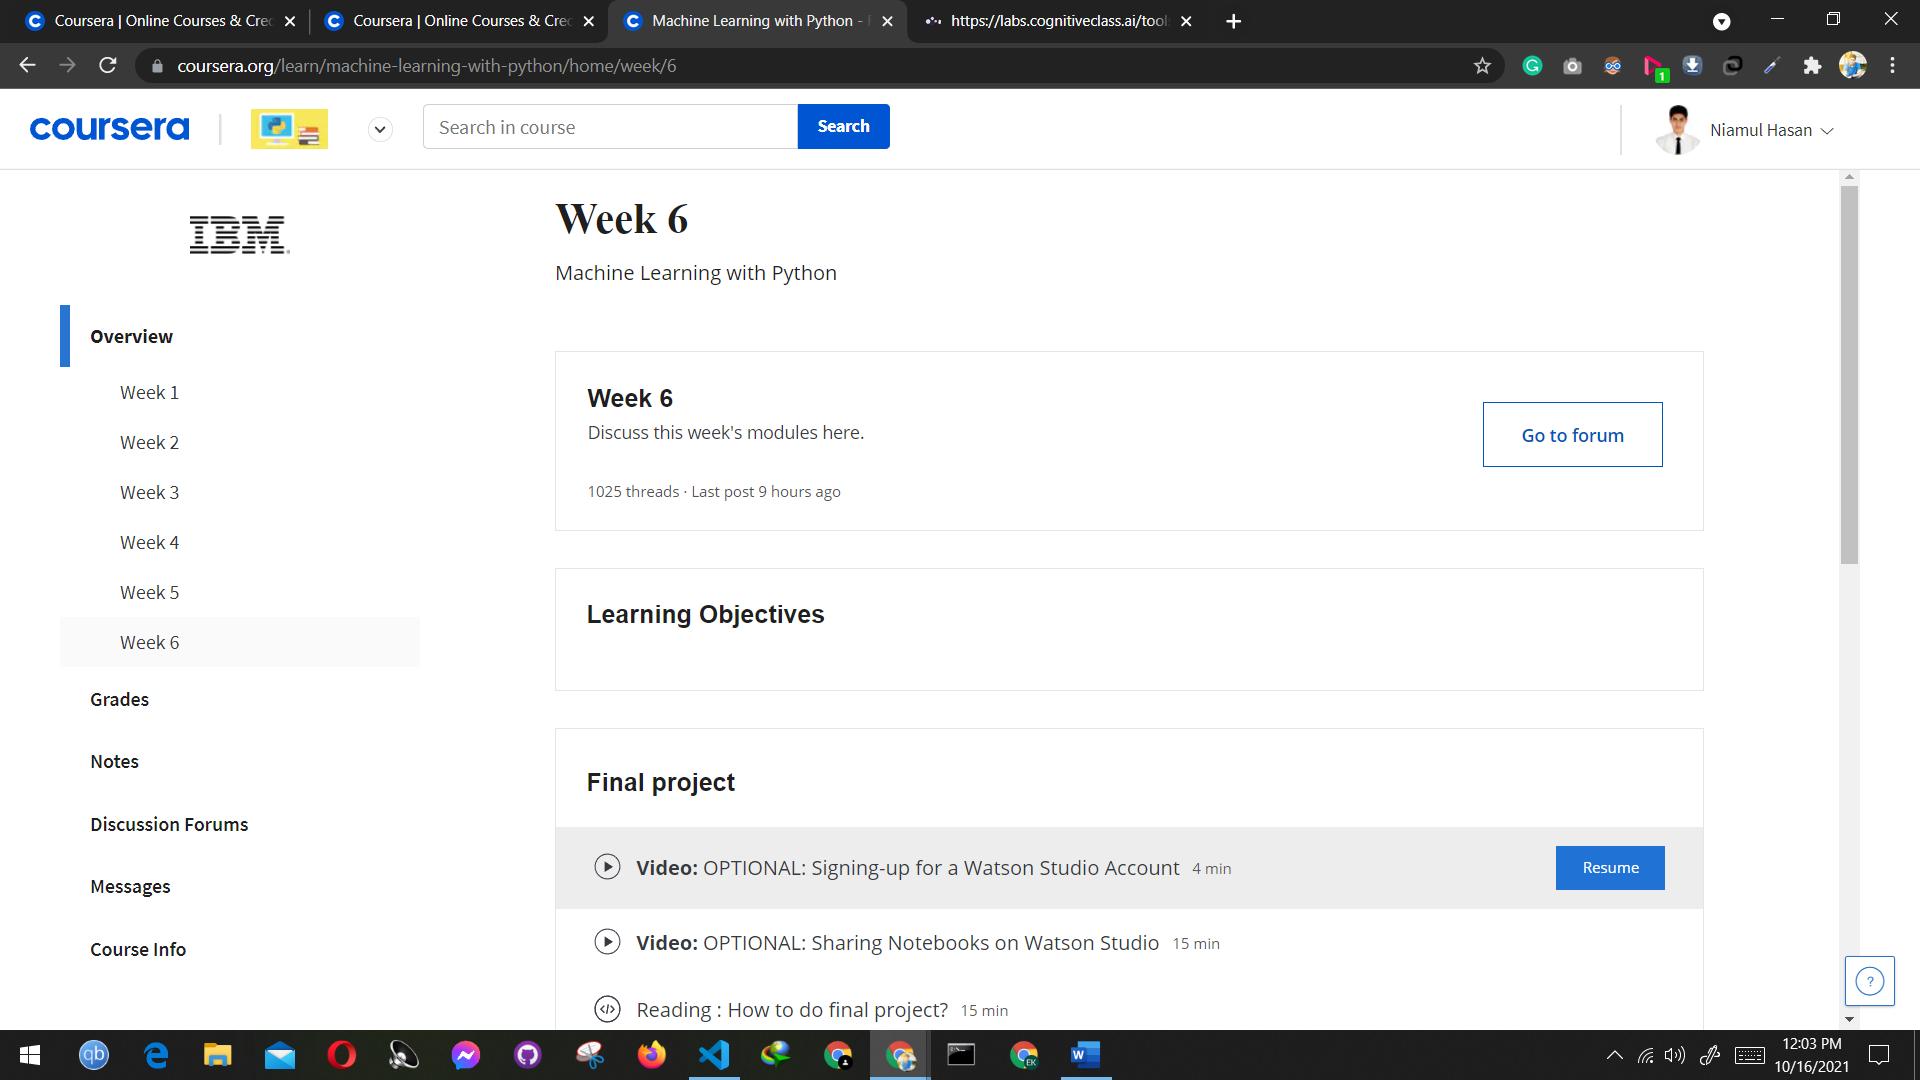 Coursera | Online Courses & Cred
Coursera | Online Courses & Cred
Machine Learning with Python -
https://labs.cognitiveclass.ai/tool
coursera.org/learn/machine-learning-with-python/home/week/6
1
coursera
Search in course
Search
Niamul Hasan
IBM
Overview
Week 1
Week 2
Week 3
Week 4
Week 5
Week 6
Grades
Notes
Discussion Forums
Messages
Course Info
Week 6
Machine Learning with Python
Week 6
Discuss this week's modules here.
1025 threads · Last post 9 hours ago
Go to forum
Learning Objectives
Final project
Video: OPTIONAL: Signing-up for a Watson Studio Account 4 min
Resume
Video: OPTIONAL: Sharing Notebooks on Watson Studio 15 min
Reading : How to do final project? 15 min
?
qb
EK
W
12:03 PM
10/16/2021